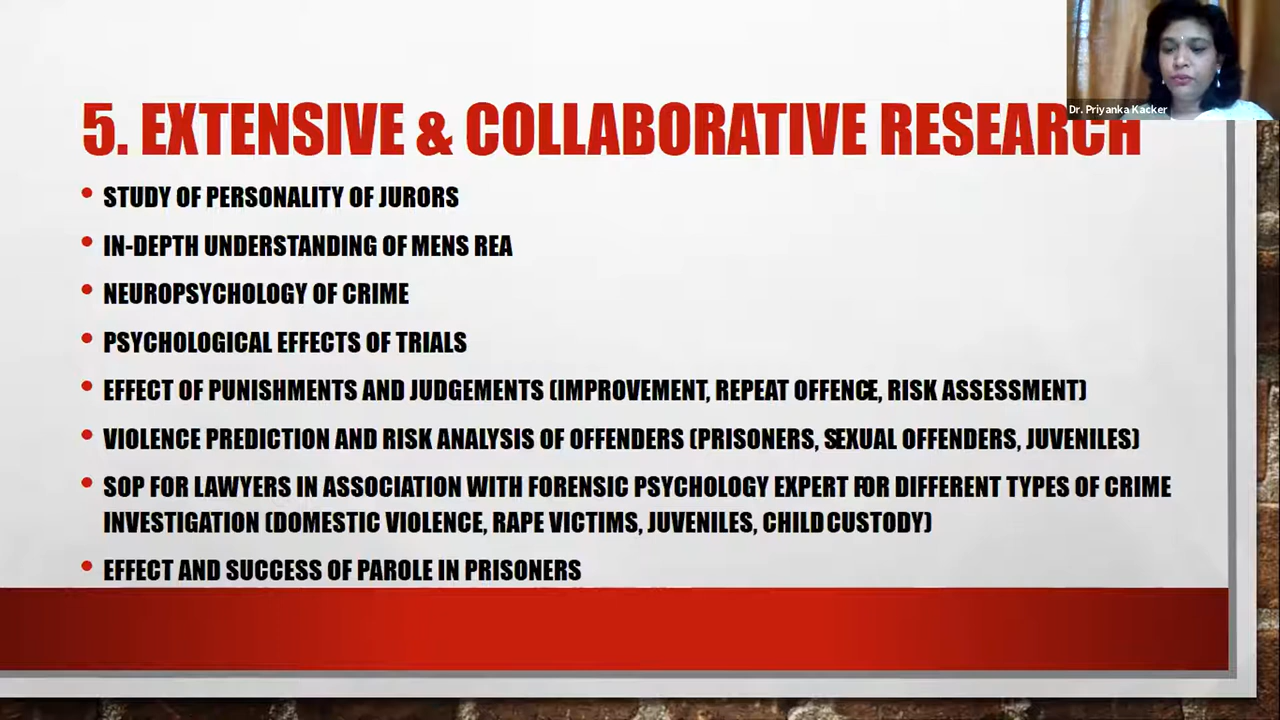 Dr. Priyanka Kacker
5. EXTENSIVE & COLLABORATIVE RESEARCH
• STUDY OF PERSONALITY OF JURORS
• IN-DEPTH UNDERSTANDING OF MENS REA
• NEUROPSYCHOLOGY OF CRIME
• PSYCHOLOGICAL EFFECTS OF TRIALS
• EFFECT OF PUNISHMENTS AND JUDGEMENTS (IMPROVEMENT, REPEAT OFFENCE, RISK ASSESSMENT)
• VIOLENCE PREDICTION AND RISK ANALYSIS OF OFFENDERS (PRISONERS, SEXUAL OFFENDERS, JUVENILES)
• SOP FOR LAWYERS IN ASSOCIATION WITH FORENSIC PSYCHOLOGY EXPERT FOR DIFFERENT TYPES OF CRIME
INVESTIGATION (DOMESTIC VIOLENCE, RAPE VICTIMS, JUVENILES, CHILD CUSTODY)
• EFFECT AND SUCCESS OF PAROLE IN PRISONERS